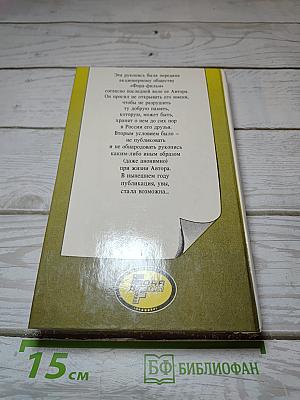 Эта рукопись была передана
акционерному обществу
«Фора-фильм»
согласно последней воле ее Автора.
Он просил не открывать его имени,
чтобы не разрушить
ту добрую память,
которую, может быть,
хранят о нем до сих пор
в России его друзья.
Вторым условием было –
не публиковать
и не обнародовать рукопись
каким-либо иным образом
(даже анонимно)
при жизни Автора.
В нынешнем году
публикация, увы,
стала возможна...
ФОРА
ФИЛМ
15 см
БФ БИБЛИОФАН